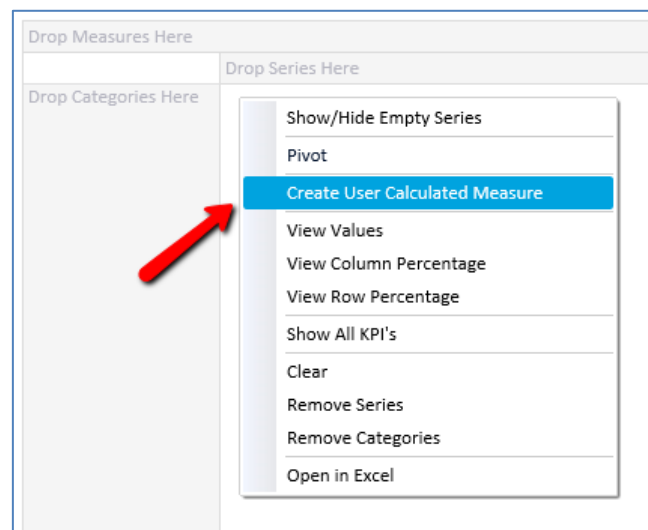 Drop Measures Here
Drop Series Here
Drop Categories Here
Show/Hide Empty Series
Pivot
Create User Calculated Measure
View Values
View Column Percentage
View Row Percentage
Show All KPI's
Clear
Remove Series
Remove Categories
Open in Excel